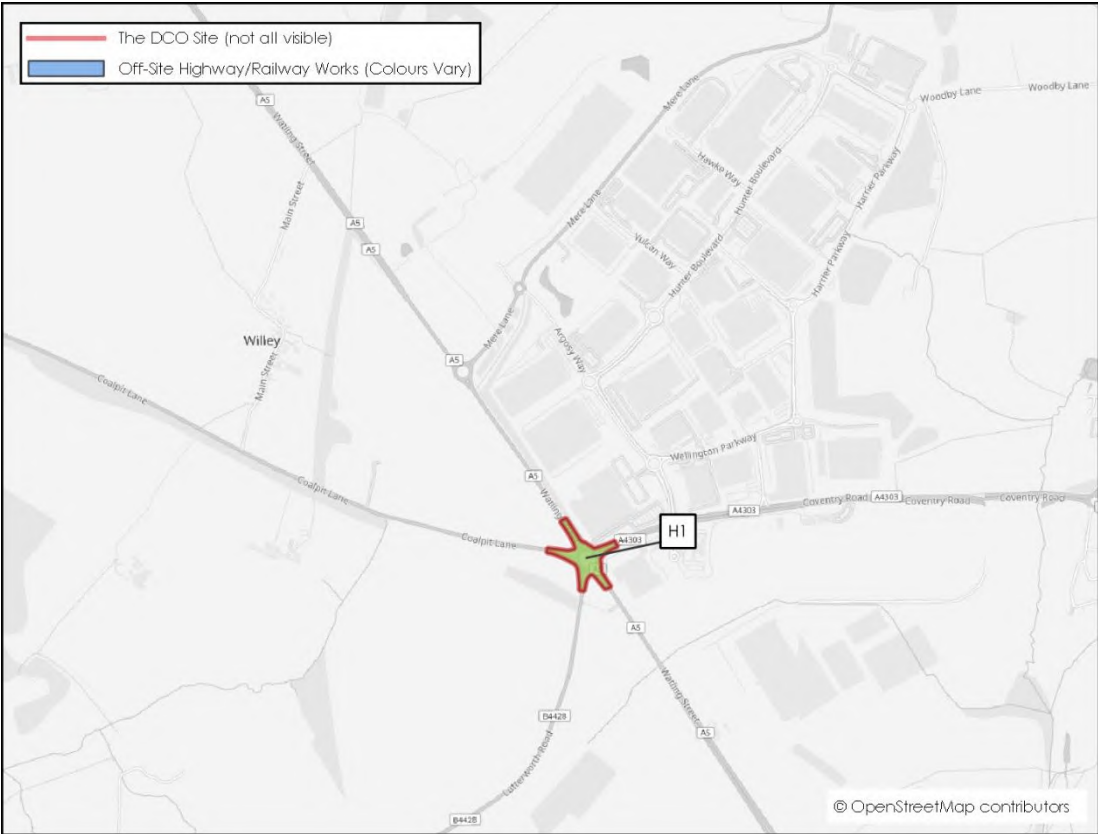 The DCO Site (not all visible)
Off-Site Highway/Railway Works (Colours Vary)
A5
Watling Street
Mere Lane
Woodby Lane
Woodby Lane
Hawke Way
Hunter Boulevard
Harrier Parkway
Main Street
Mere Lane
A5
A5
Vulcan Way
Hunter Boulevard
Harrier Parkway
Willey
Mere Lane
Argosy Way
A5
Coalpit Lane
Main Street
Wellington Parkway
A5
Coalpit Lane
Coventry Road
A4303
Coventry Road
Coventry Road
A4303
Coalpit Lane
A4303
H1
A5
Watling Street
B4428
A5
Lutterworth Road
B4428
© OpenStreetMap contributors